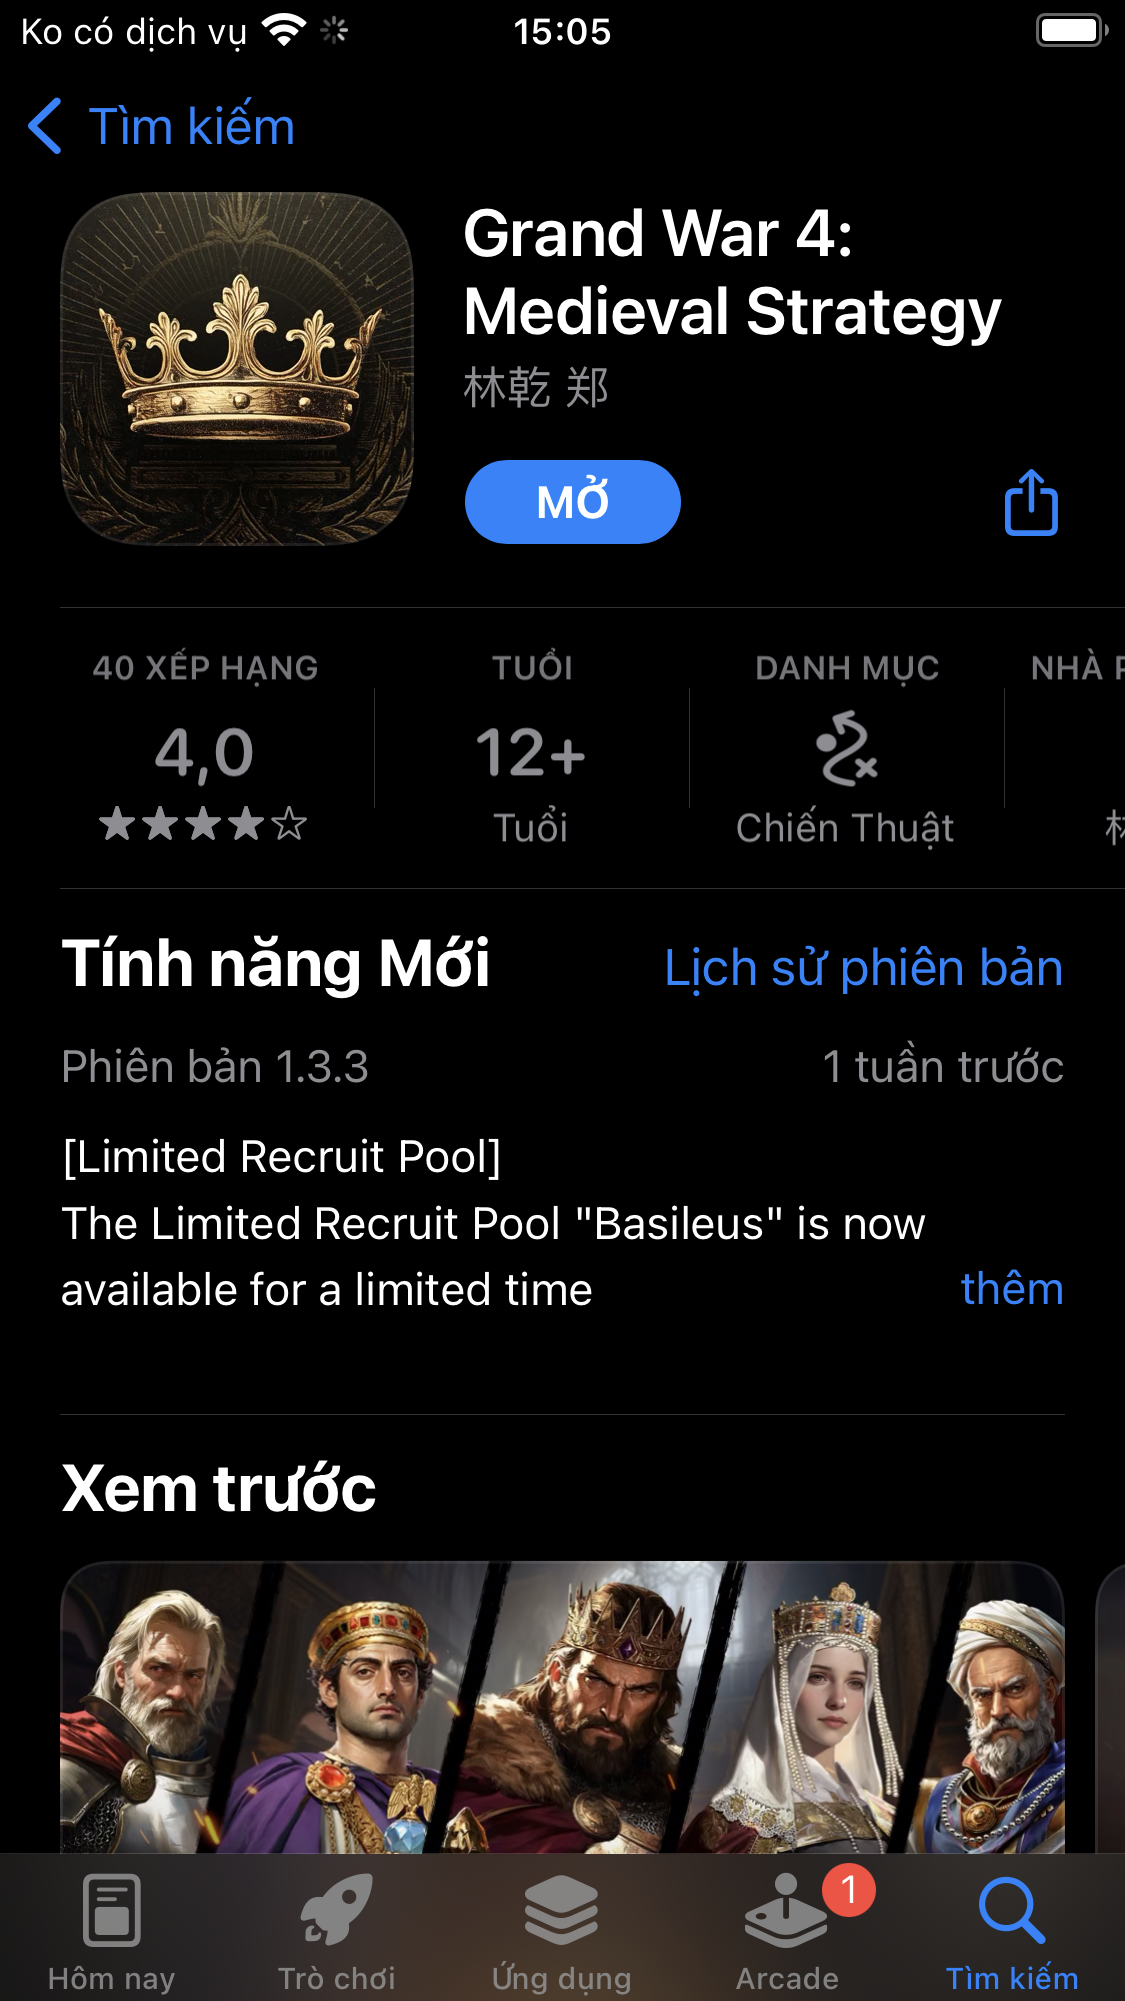 Ko có dịch vụ
15:05
Tìm kiếm
Grand War 4:
Medieval Strategy
林乾 郑
MỞ
40 XẾP HẠNG
4,0
TUỔI
12+
Tuổi
DANH MỤC
Chiến Thuật
NHÀ P
林
Tính năng Mới
Lịch sử phiên bản
Phiên bản 1.3.3
1 tuần trước
[Limited Recruit Pool]
The Limited Recruit Pool "Basileus" is now
available for a limited time
thêm
Xem trước
1
Hôm nay
Trò chơi
Ứng dụng
Arcade
Tìm kiếm